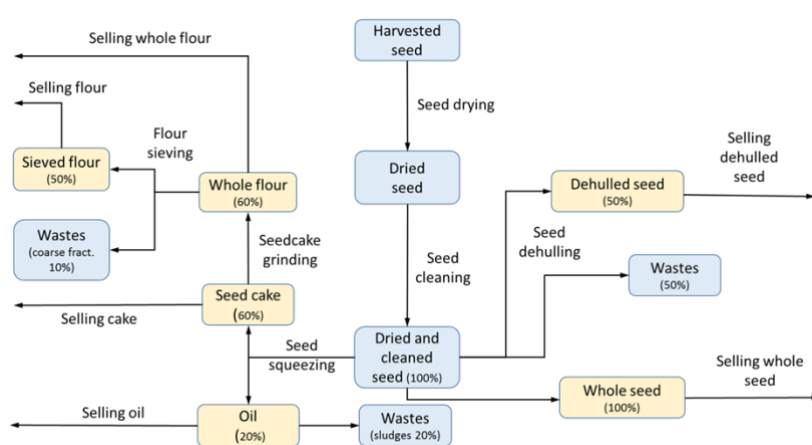 Selling whole flour
Harvested
seed
Selling flour
Seed drying
Flour
sieving
Selling
dehulled
seed
Sieved flour
(50%)
Dried
seed
Whole flour
(60%)
Dehulled seed
(50%)
Wastes
(coarse fract.
10%)
Seedcake
grinding
Seed
cleaning
Seed
dehulling
Wastes
(50%)
Seed cake
(60%)
Selling cake
Seed
squeezing
Dried and
cleaned
seed (100%)
Selling whole
seed
Whole seed
(100%)
Selling oil
Oil
(20%)
Wastes
(sludges 20%)